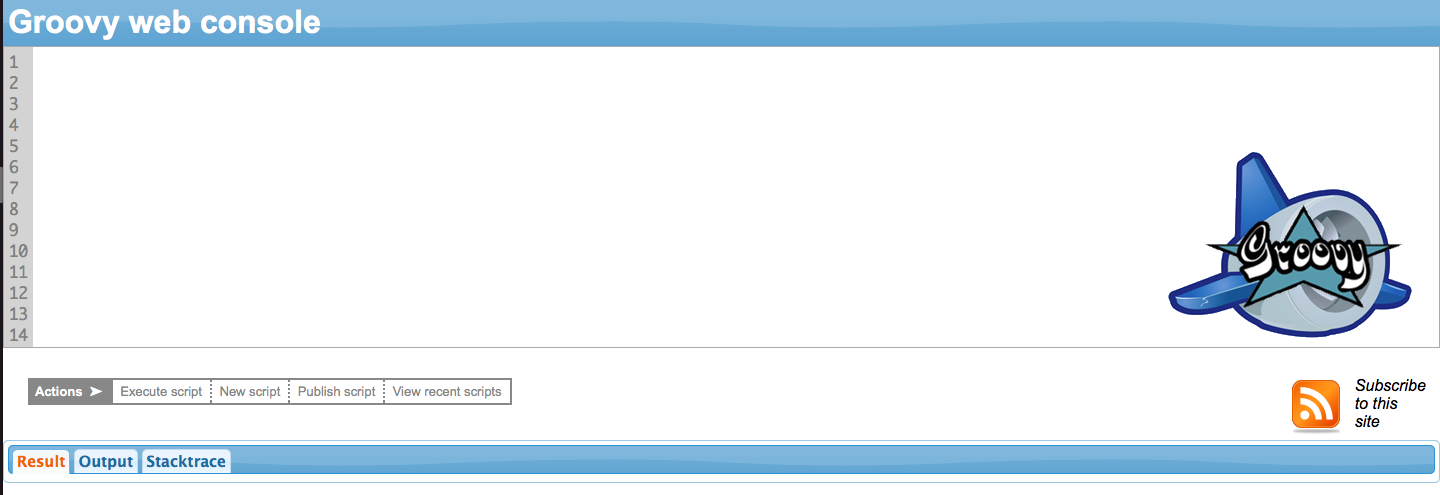 Groovy web console
1
2
3
4
5
6
7
8
9
10
11
12
13
14
Groovy
Actions ➤ Execute script New script Publish script View recent scripts
Subscribe
to this
site
Result Output Stacktrace